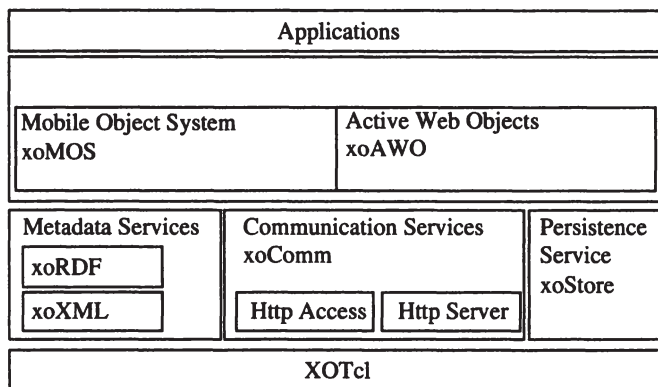 Applications
Mobile Object System
xoMOS
Active Web Objects
xoAWO
Metadata Services
xoRDF
xoXML
Communication Services
xoComm
Http Access
Http Server
Persistence
Service
xoStore
XOTcl